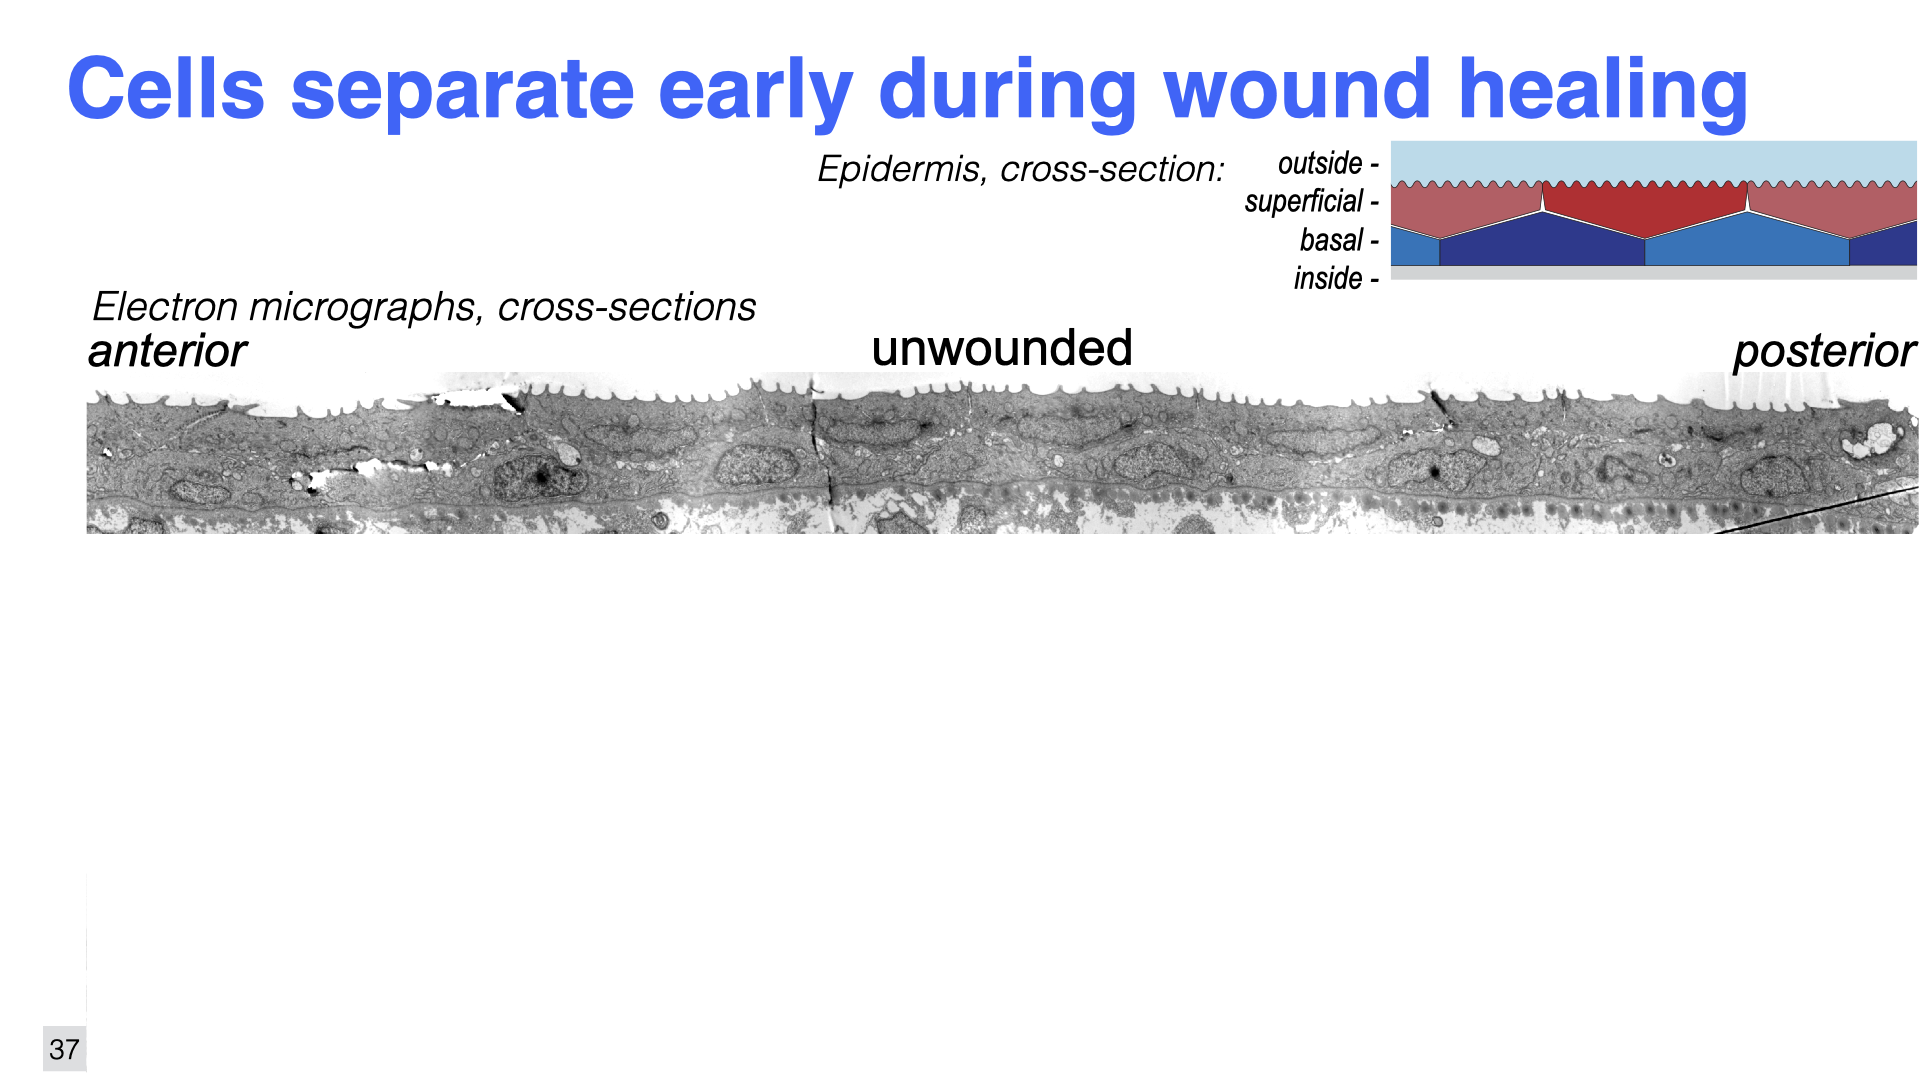 Cells separate early during wound healing
Epidermis, cross-section:
outside -
superficial -
basal -
inside -
Electron micrographs, cross-sections
anterior
unwounded
posterior
37